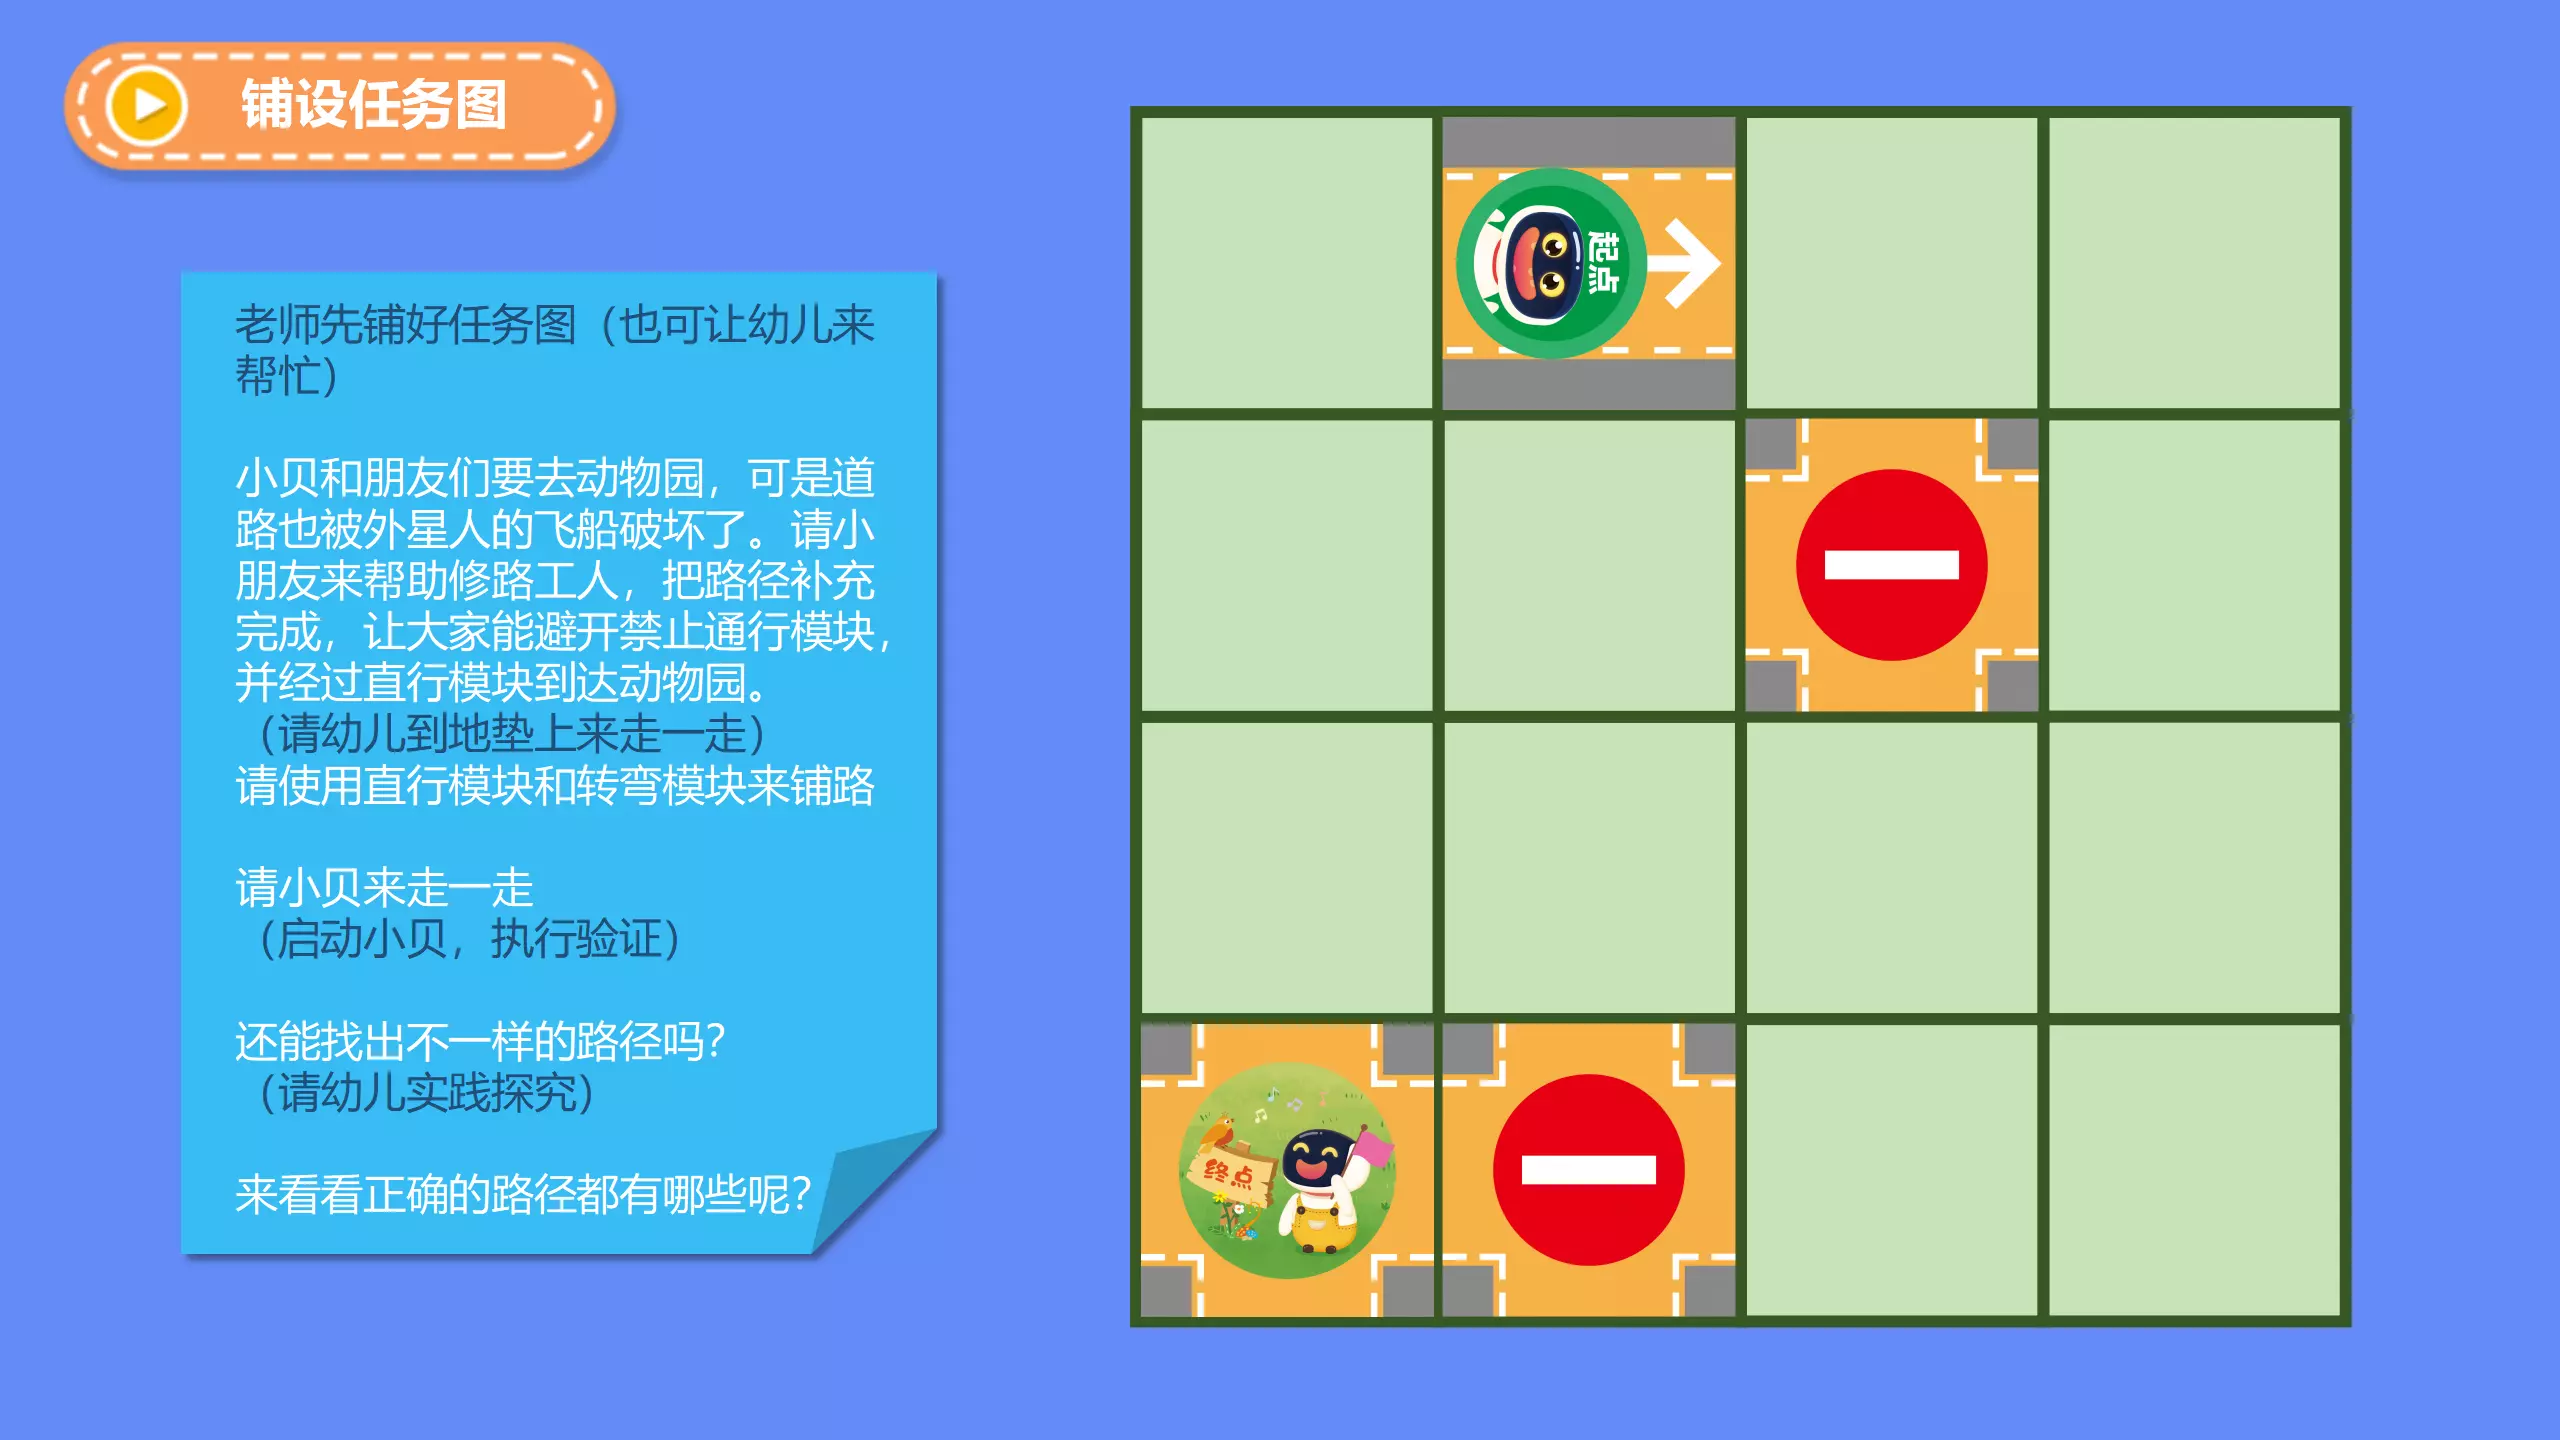 铺设任务图
老师先铺好任务图（也可让幼儿来
帮忙）
小贝和朋友们要去动物园，可是道
路也被外星人的飞船破坏了。请小
朋友来帮助修路工人，把路径补充
完成，让大家能避开禁止通行模块，
并经过直行模块到达动物园。
（请幼儿到地垫上来走一走）
请使用直行模块和转弯模块来铺路
请小贝来走一走
（启动小贝，执行验证）
还能找出不一样的路径吗？
（请幼儿实践探究）
来看看正确的路径都有哪些呢？
起点
终点